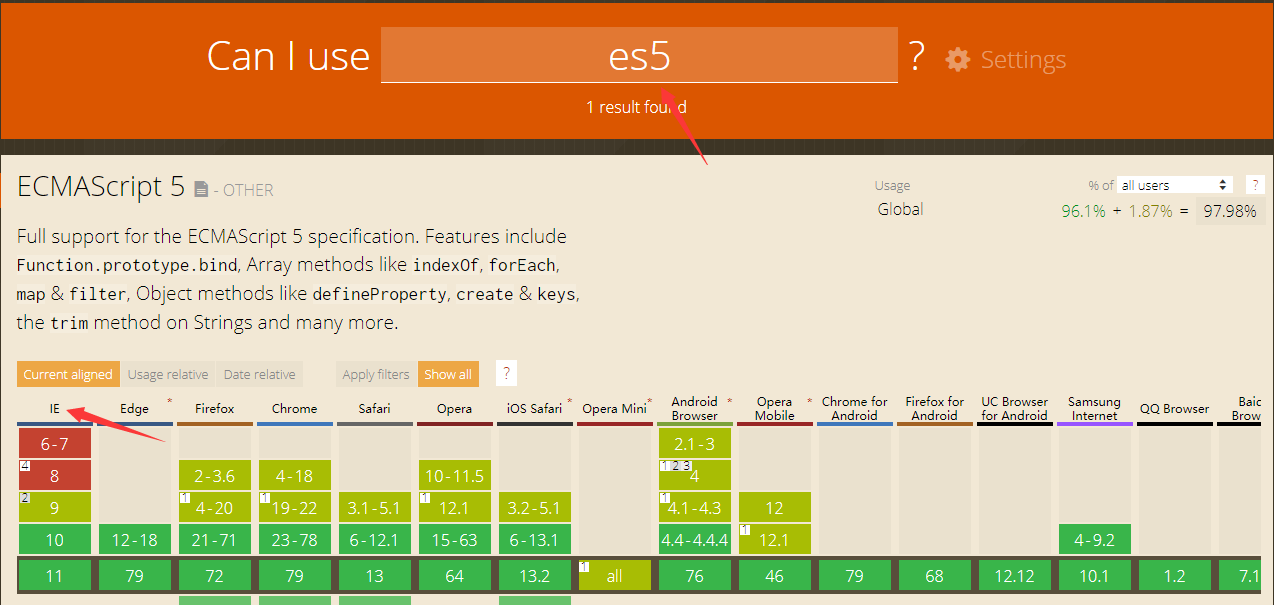 Can I use es5 ? Settings
1 result found
ECMAScript 5 - OTHER
Usage % of all users ?
Global 96.1% + 1.87% = 97.98%
Full support for the ECMAScript 5 specification. Features include
Function.prototype.bind, Array methods like indexOf, forEach,
map & filter, Object methods like defineProperty, create & keys,
the trim method on Strings and many more.
Current aligned Usage relative Date relative Apply filters Show all ?
IE Edge * Firefox Chrome Safari Opera iOS Safari * Opera Mini * Android Browser * Opera Mobile * Chrome for Android Firefox for Android UC Browser for Android Samsung Internet QQ Browser Baid Brow
6-7 2.1-3
4 8 2-3.6 4-18 10-11.5 1 2 3 4
2 9 1 4-20 1 19-22 3.1-5.1 1 12.1 3.2-5.1 1 4.1-4.3 12
10 12-18 21-71 23-78 6-12.1 15-63 6-13.1 4.4-4.4.4 1 12.1 4-9.2
11 79 72 79 13 64 13.2 1 all 76 46 79 68 12.12 10.1 1.2 7.1